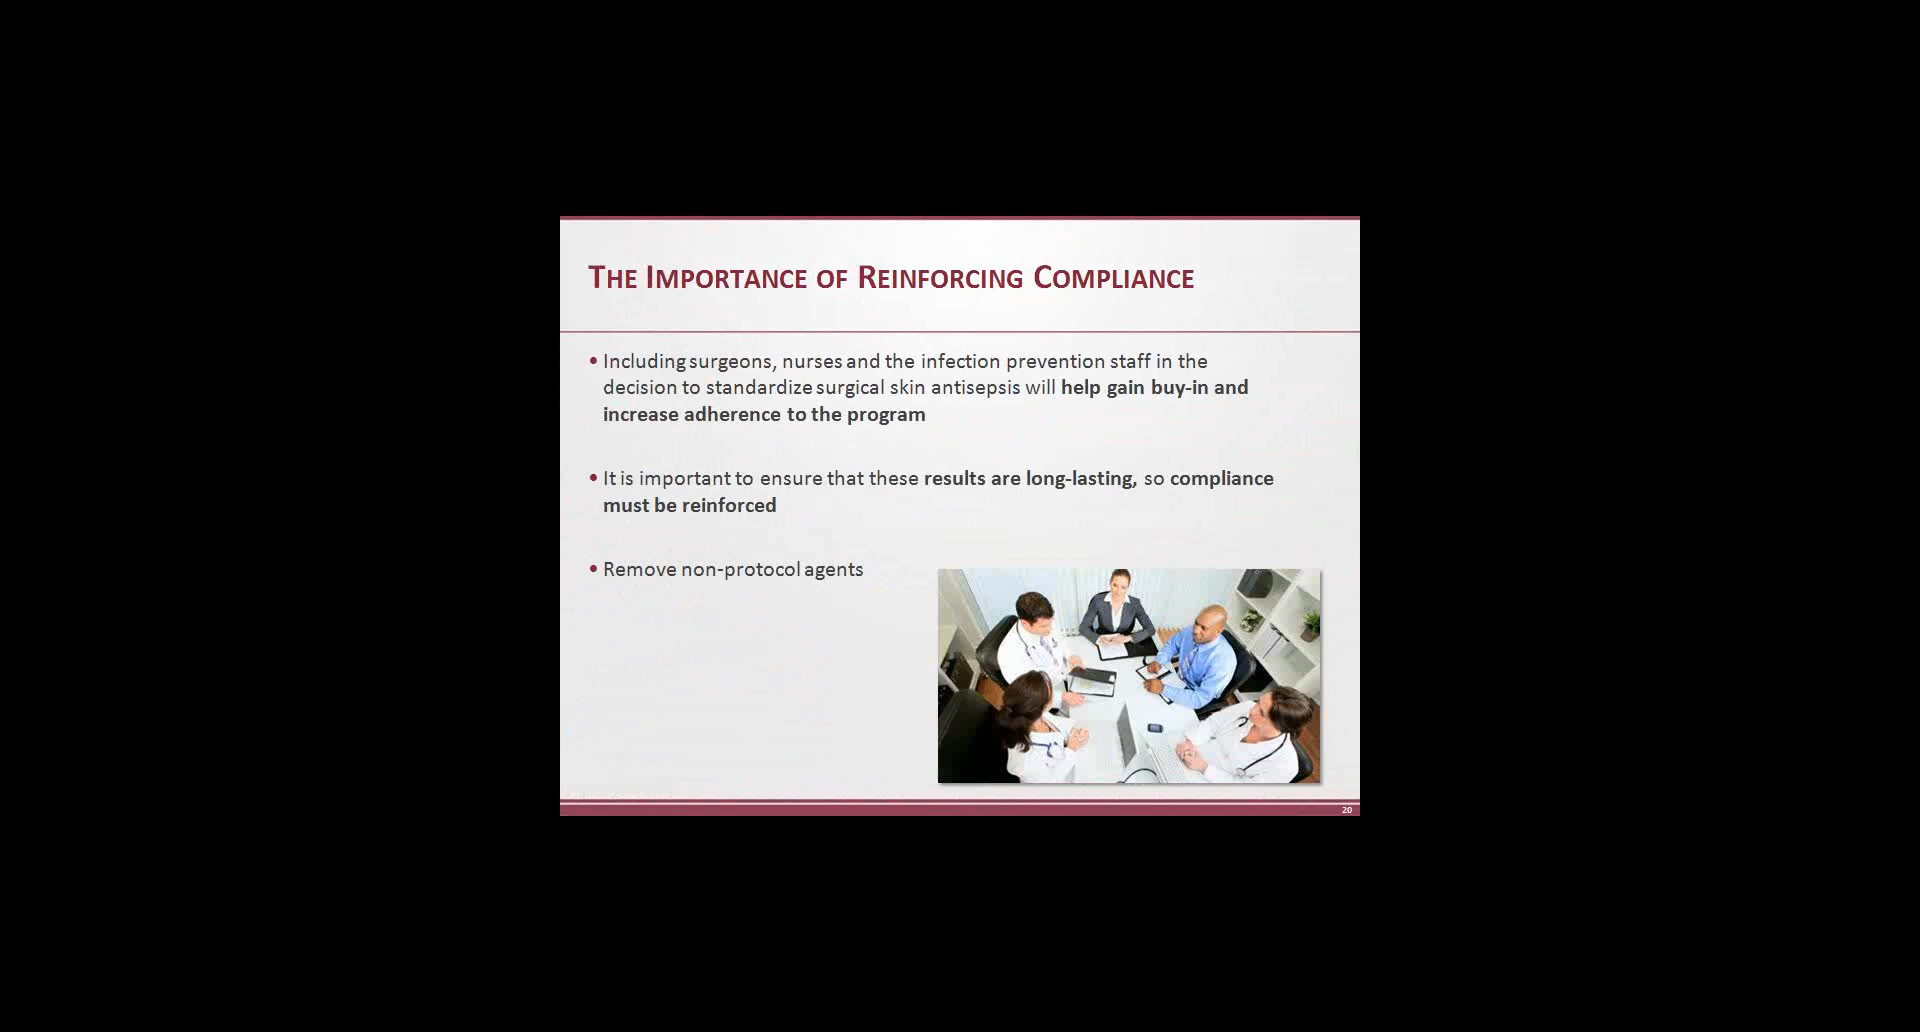 The Importance of Reinforcing Compliance
• Including surgeons, nurses and the infection prevention staff in the
decision to standardize surgical skin antisepsis will help gain buy-in and
increase adherence to the program
• It is important to ensure that these results are long-lasting, so compliance
must be reinforced
• Remove non-protocol agents
20